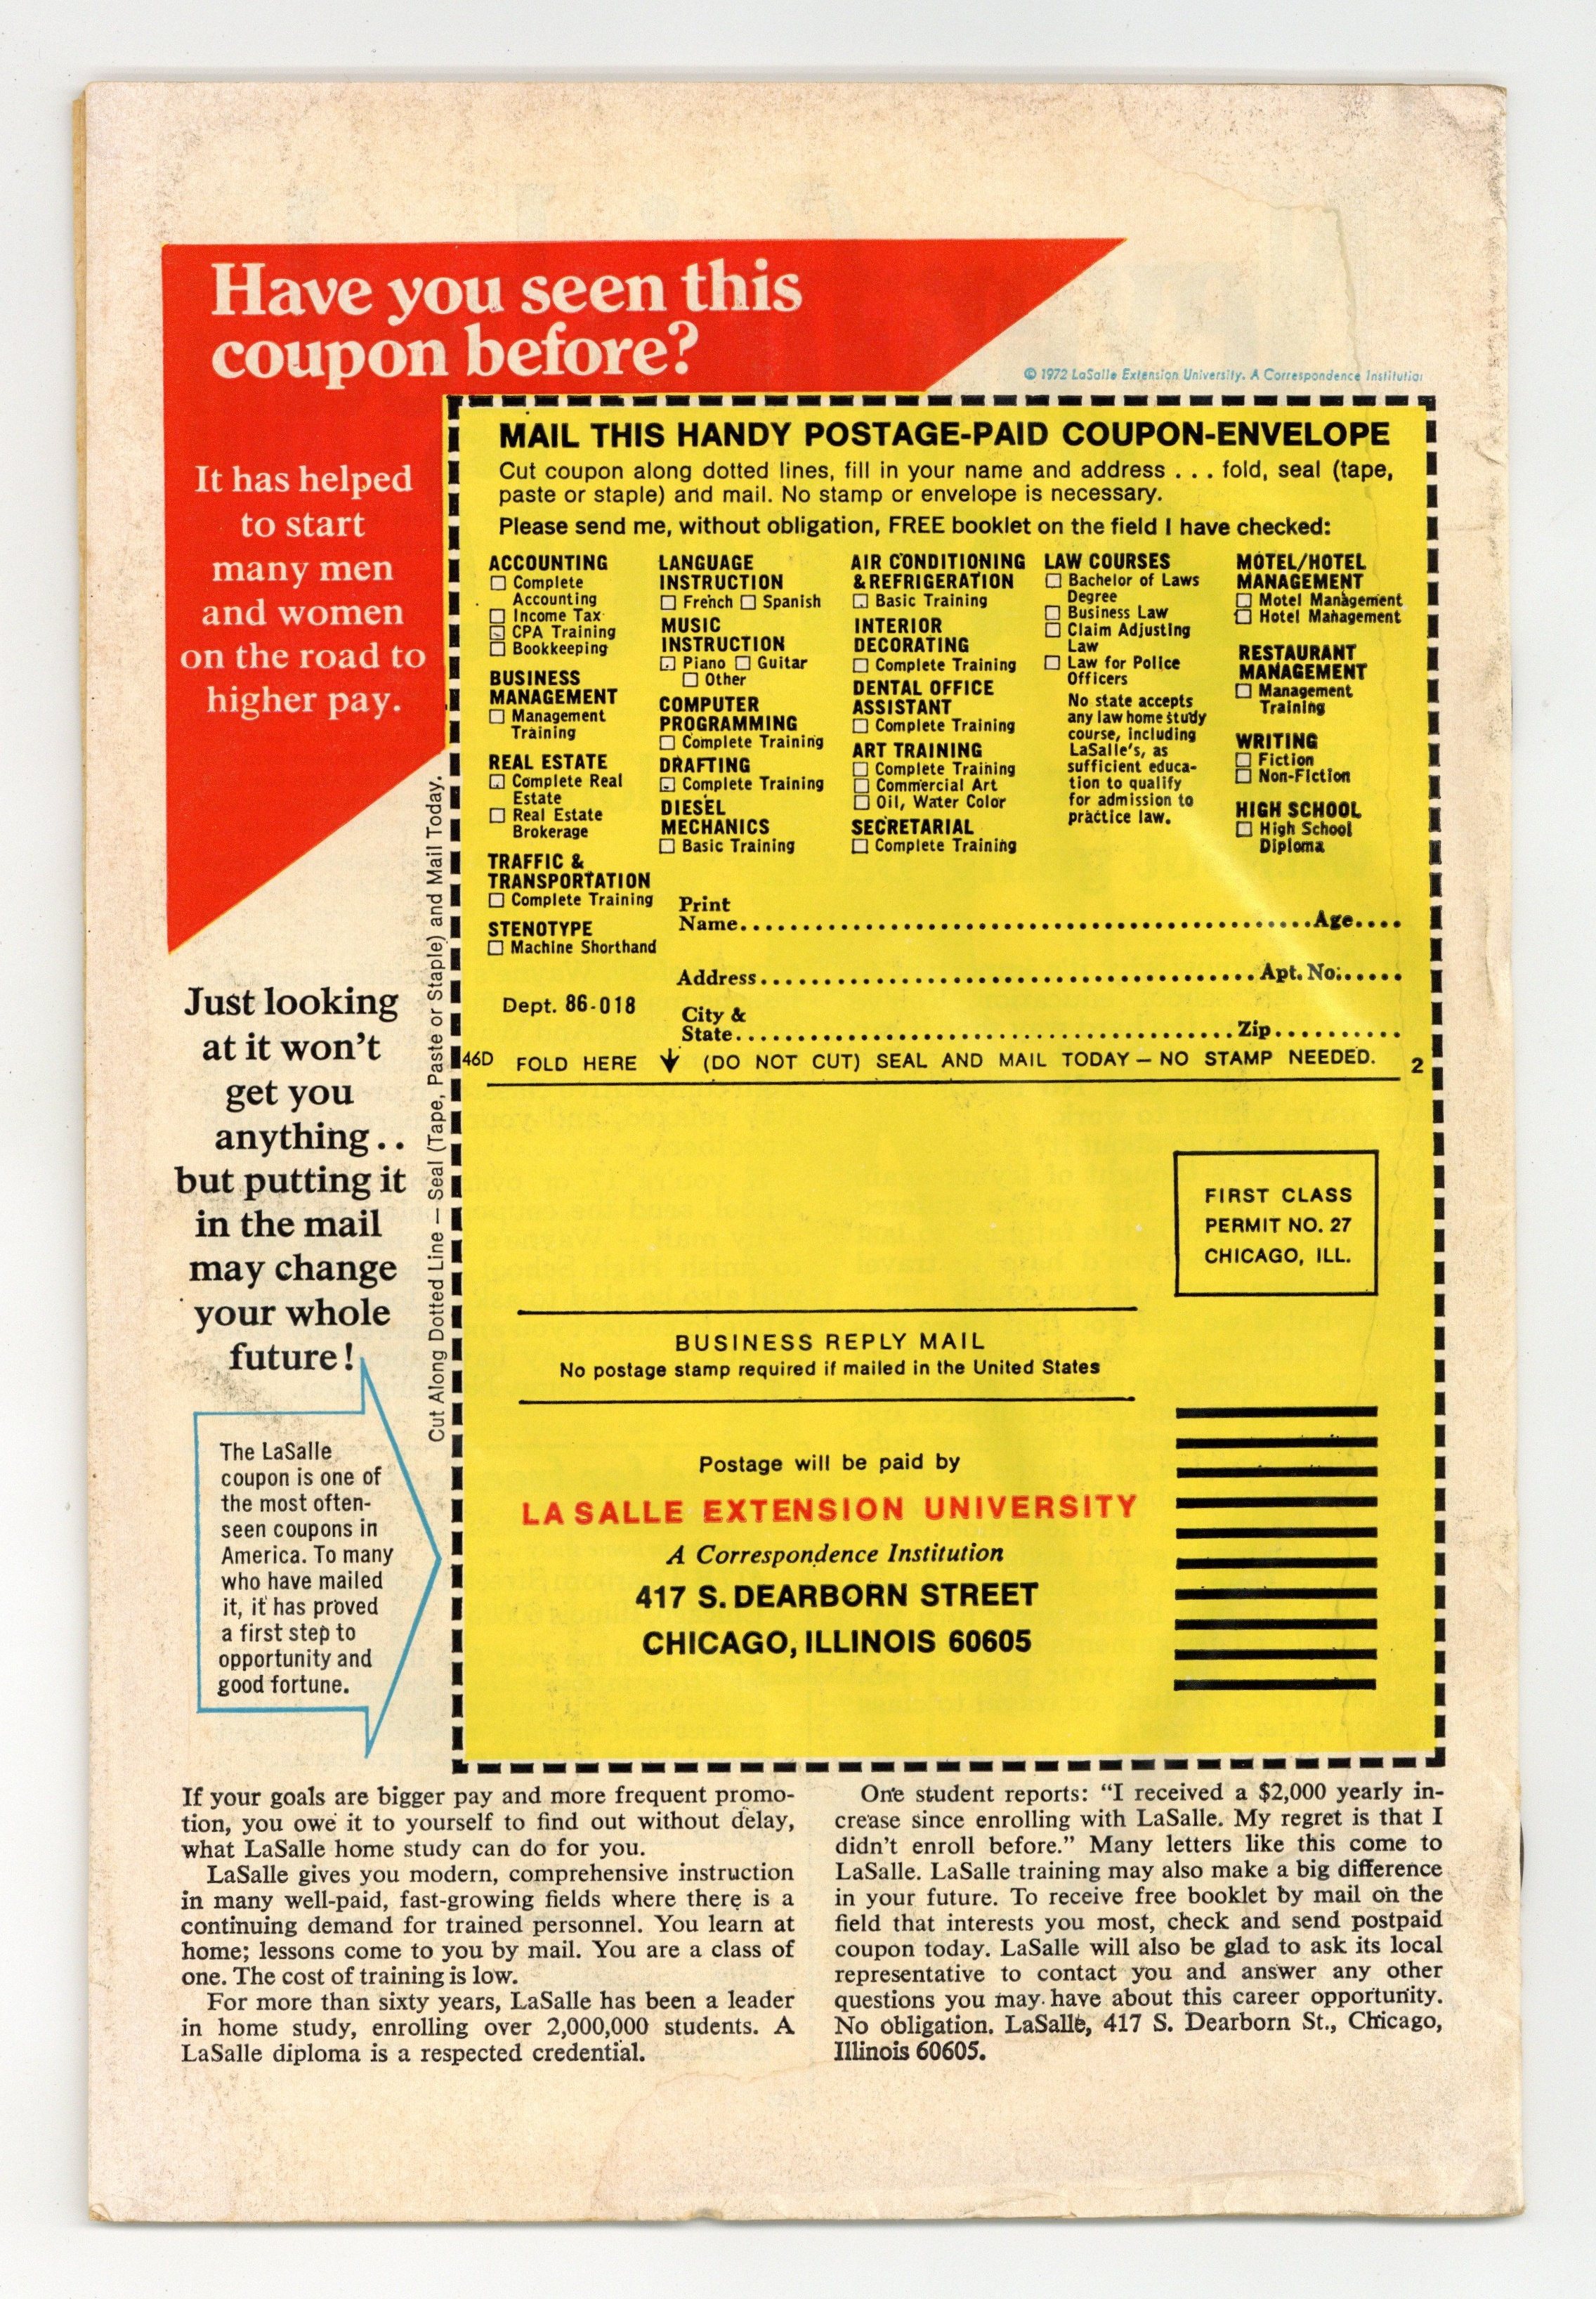 Have you seen this
coupon before?
© 1972 LaSalle Extension University. A Correspondence Institution
It has helped
to start
many men
and women
on the road to
higher pay.
Just looking
at it won't
get you
anything . .
but putting it
in the mail
may change
your whole
future!
The LaSalle
coupon is one of
the most often-
seen coupons in
America. To many
who have mailed
it, it has proved
a first step to
opportunity and
good fortune.
Cut Along Dotted Line — Seal (Tape, Paste or Staple) and Mail Today.
MAIL THIS HANDY POSTAGE-PAID COUPON-ENVELOPE
Cut coupon along dotted lines, fill in your name and address . . . fold, seal (tape,
paste or staple) and mail. No stamp or envelope is necessary.
Please send me, without obligation, FREE booklet on the field I have checked:
ACCOUNTING
☐ Complete
Accounting
☐ Income Tax
☐ CPA Training
☐ Bookkeeping
BUSINESS
MANAGEMENT
☐ Management
Training
REAL ESTATE
☐ Complete Real
Estate
☐ Real Estate
Brokerage
TRAFFIC &
TRANSPORTATION
☐ Complete Training
STENOTYPE
☐ Machine Shorthand
LANGUAGE
INSTRUCTION
☐ French ☐ Spanish
MUSIC
INSTRUCTION
☐ Piano ☐ Guitar
☐ Other
COMPUTER
PROGRAMMING
☐ Complete Training
DRAFTING
☐ Complete Training
DIESEL
MECHANICS
☐ Basic Training
AIR CONDITIONING
& REFRIGERATION
☐ Basic Training
INTERIOR
DECORATING
☐ Complete Training
DENTAL OFFICE
ASSISTANT
☐ Complete Training
ART TRAINING
☐ Complete Training
☐ Commercial Art
☐ Oil, Water Color
SECRETARIAL
☐ Complete Training
LAW COURSES
☐ Bachelor of Laws
Degree
☐ Business Law
☐ Claim Adjusting
Law
☐ Law for Police
Officers
No state accepts
any law home study
course, including
LaSalle's, as
sufficient educa-
tion to qualify
for admission to
practice law.
MOTEL/HOTEL
MANAGEMENT
☐ Motel Management
☐ Hotel Management
RESTAURANT
MANAGEMENT
☐ Management
Training
WRITING
☐ Fiction
☐ Non-Fiction
HIGH SCHOOL
☐ High School
Diploma
Print
Name..............................................Age....
Address........................................Apt. No......
Dept. 86-018
City &
State........................................Zip..........
46D FOLD HERE ↓ (DO NOT CUT) SEAL AND MAIL TODAY — NO STAMP NEEDED. 2
FIRST CLASS
PERMIT NO. 27
CHICAGO, ILL.
BUSINESS REPLY MAIL
No postage stamp required if mailed in the United States
Postage will be paid by
LA SALLE EXTENSION UNIVERSITY
A Correspondence Institution
417 S. DEARBORN STREET
CHICAGO, ILLINOIS 60605
If your goals are bigger pay and more frequent promo-
tion, you owe it to yourself to find out without delay,
what LaSalle home study can do for you.
LaSalle gives you modern, comprehensive instruction
in many well-paid, fast-growing fields where there is a
continuing demand for trained personnel. You learn at
home; lessons come to you by mail. You are a class of
one. The cost of training is low.
For more than sixty years, LaSalle has been a leader
in home study, enrolling over 2,000,000 students. A
LaSalle diploma is a respected credential.
One student reports: "I received a $2,000 yearly in-
crease since enrolling with LaSalle. My regret is that I
didn't enroll before." Many letters like this come to
LaSalle. LaSalle training may also make a big difference
in your future. To receive free booklet by mail on the
field that interests you most, check and send postpaid
coupon today. LaSalle will also be glad to ask its local
representative to contact you and answer any other
questions you may have about this career opportunity.
No obligation. LaSalle, 417 S. Dearborn St., Chicago,
Illinois 60605.